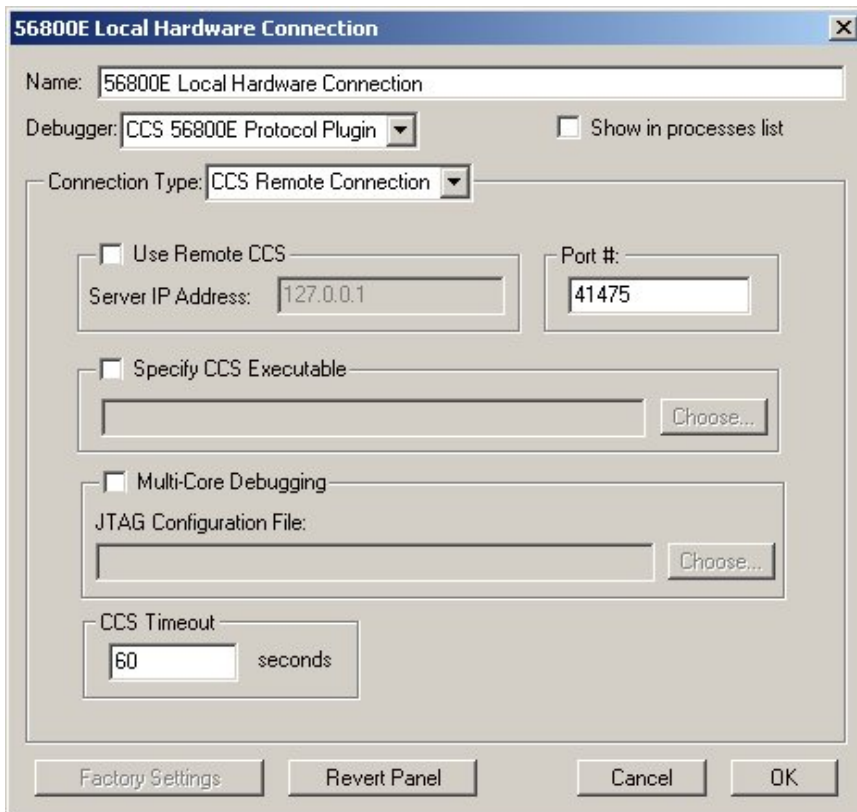 56800E Local Hardware Connection
Name: 56800E Local Hardware Connection
Debugger: CCS 56800E Protocol Plugin Show in processes list
Connection Type: CCS Remote Connection
Use Remote CCS Port #:
Server IP Address: 127.0.0.1 41475
Specify CCS Executable
Choose...
Multi-Core Debugging
JTAG Configuration File:
Choose...
CCS Timeout
60 seconds
Factory Settings Revert Panel Cancel OK